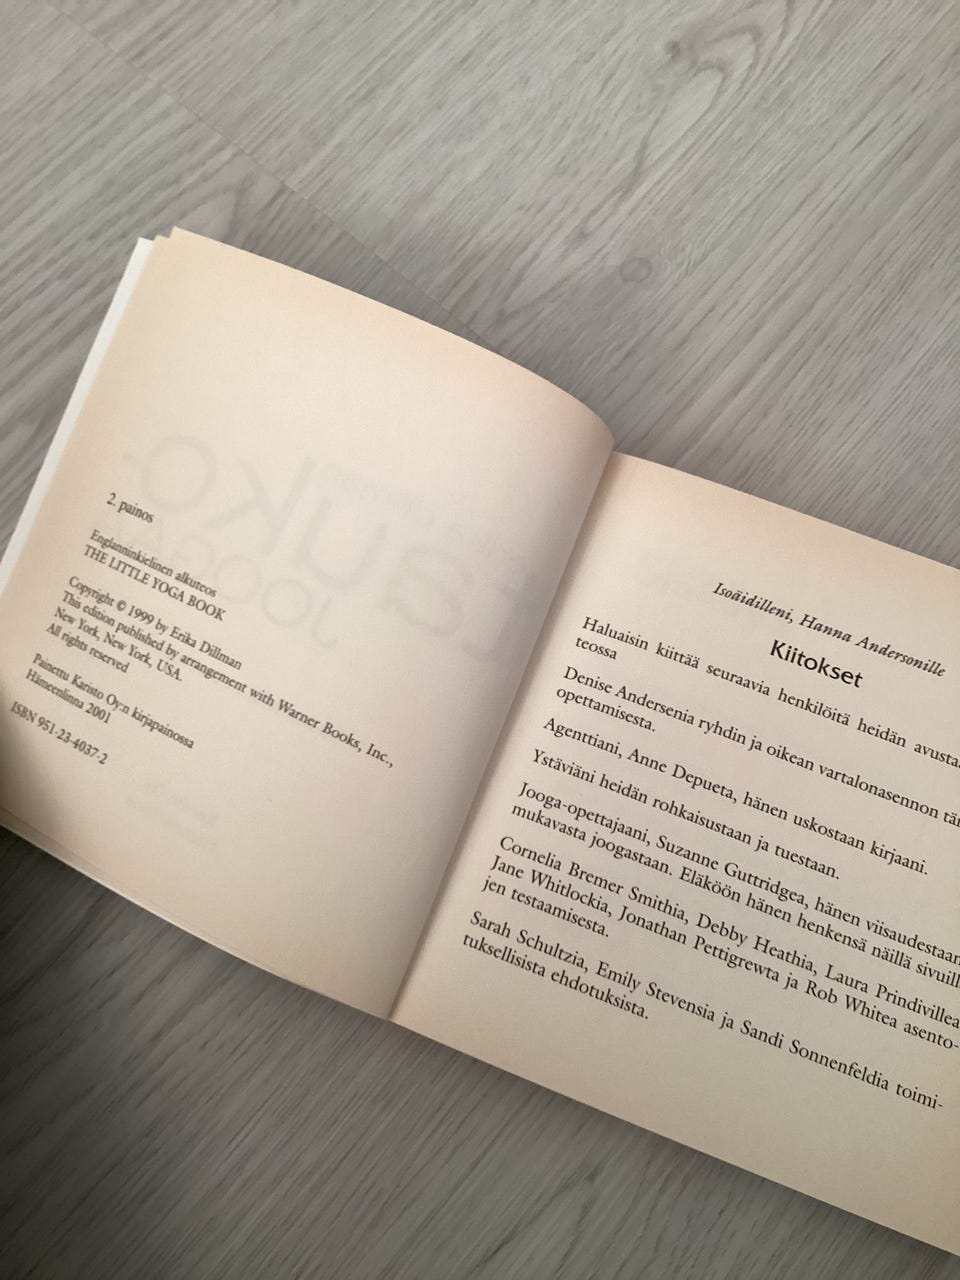 2. painos
Englanninkielinen alkuteos
THE LITTLE YOGA BOOK
Copyright © 1999 by Erika Dillman
This edition published by arrangement with Warner Books, Inc.,
New York, New York, USA.
All rights reserved
Painettu Karisto Oy:n kirjapainossa
Hämeenlinna 2001
ISBN 951-23-4037-2
Isoäidilleni, Hanna Andersonille
Kiitokset
Haluaisin kiittää seuraavia henkilöitä heidän avusta
teossa
Denise Andersenia ryhdin ja oikean vartalonasennon tär
opettamisesta.
Agenttiani, Anne Depueta, hänen uskostaan kirjaani.
Ystäviäni heidän rohkaisustaan ja tuestaan.
Jooga-opettajaani, Suzanne Guttridgea, hänen viisaudestaan
mukavasta joogastaan. Eläköön hänen henkensä näillä sivuill
Cornelia Bremer Smithia, Debby Heathia, Laura Prindivillea
Jane Whitlockia, Jonathan Pettigrewta ja Rob Whitea asento-
jen testaamisesta.
Sarah Schultzia, Emily Stevensia ja Sandi Sonnenfeldia toimi-
tuksellisista ehdotuksista.